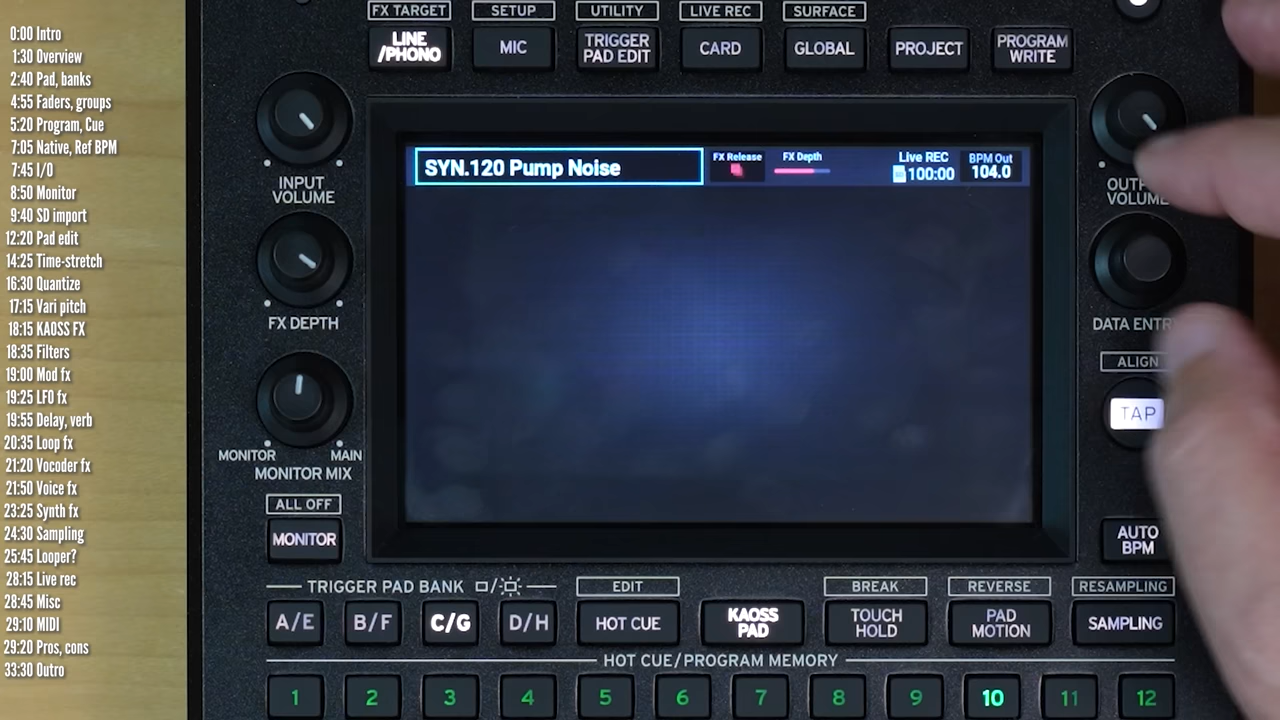 0:00 Intro
1:30 Overview
2:40 Pad, banks
4:55 Faders, groups
5:20 Program, Cue
7:05 Native, Ref BPM
7:45 I/O
8:50 Monitor
9:40 SD import
12:20 Pad edit
14:25 Time-stretch
16:30 Quantize
17:15 Vari pitch
18:15 KAOSS FX
18:35 Filters
19:00 Mod fx
19:25 LFO fx
19:55 Delay, verb
20:35 Loop fx
21:20 Vocoder fx
21:50 Voice fx
23:25 Synth fx
24:30 Sampling
25:45 Looper?
28:15 Live rec
28:45 Misc
29:10 MIDI
29:20 Pros, cons
33:30 Outro
FX TARGET SETUP UTILITY LIVE REC SURFACE
LINE /PHONO MIC TRIGGER PAD EDIT CARD GLOBAL PROJECT PROGRAM WRITE
INPUT VOLUME
FX DEPTH
MONITOR MAIN
MONITOR MIX
ALL OFF
MONITOR
SYN.120 Pump Noise FX Release FX Depth Live REC 100:00 BPM Out 104.0
VOLUME
ALIGN
TAP
AUTO BPM
TRIGGER PAD BANK EDIT BREAK REVERSE RESAMPLING
A/E B/F C/G D/H HOT CUE KAOSS PAD TOUCH HOLD PAD MOTION SAMPLING
HOT CUE/PROGRAM MEMORY
1 2 3 4 5 6 7 8 9 10 11 12